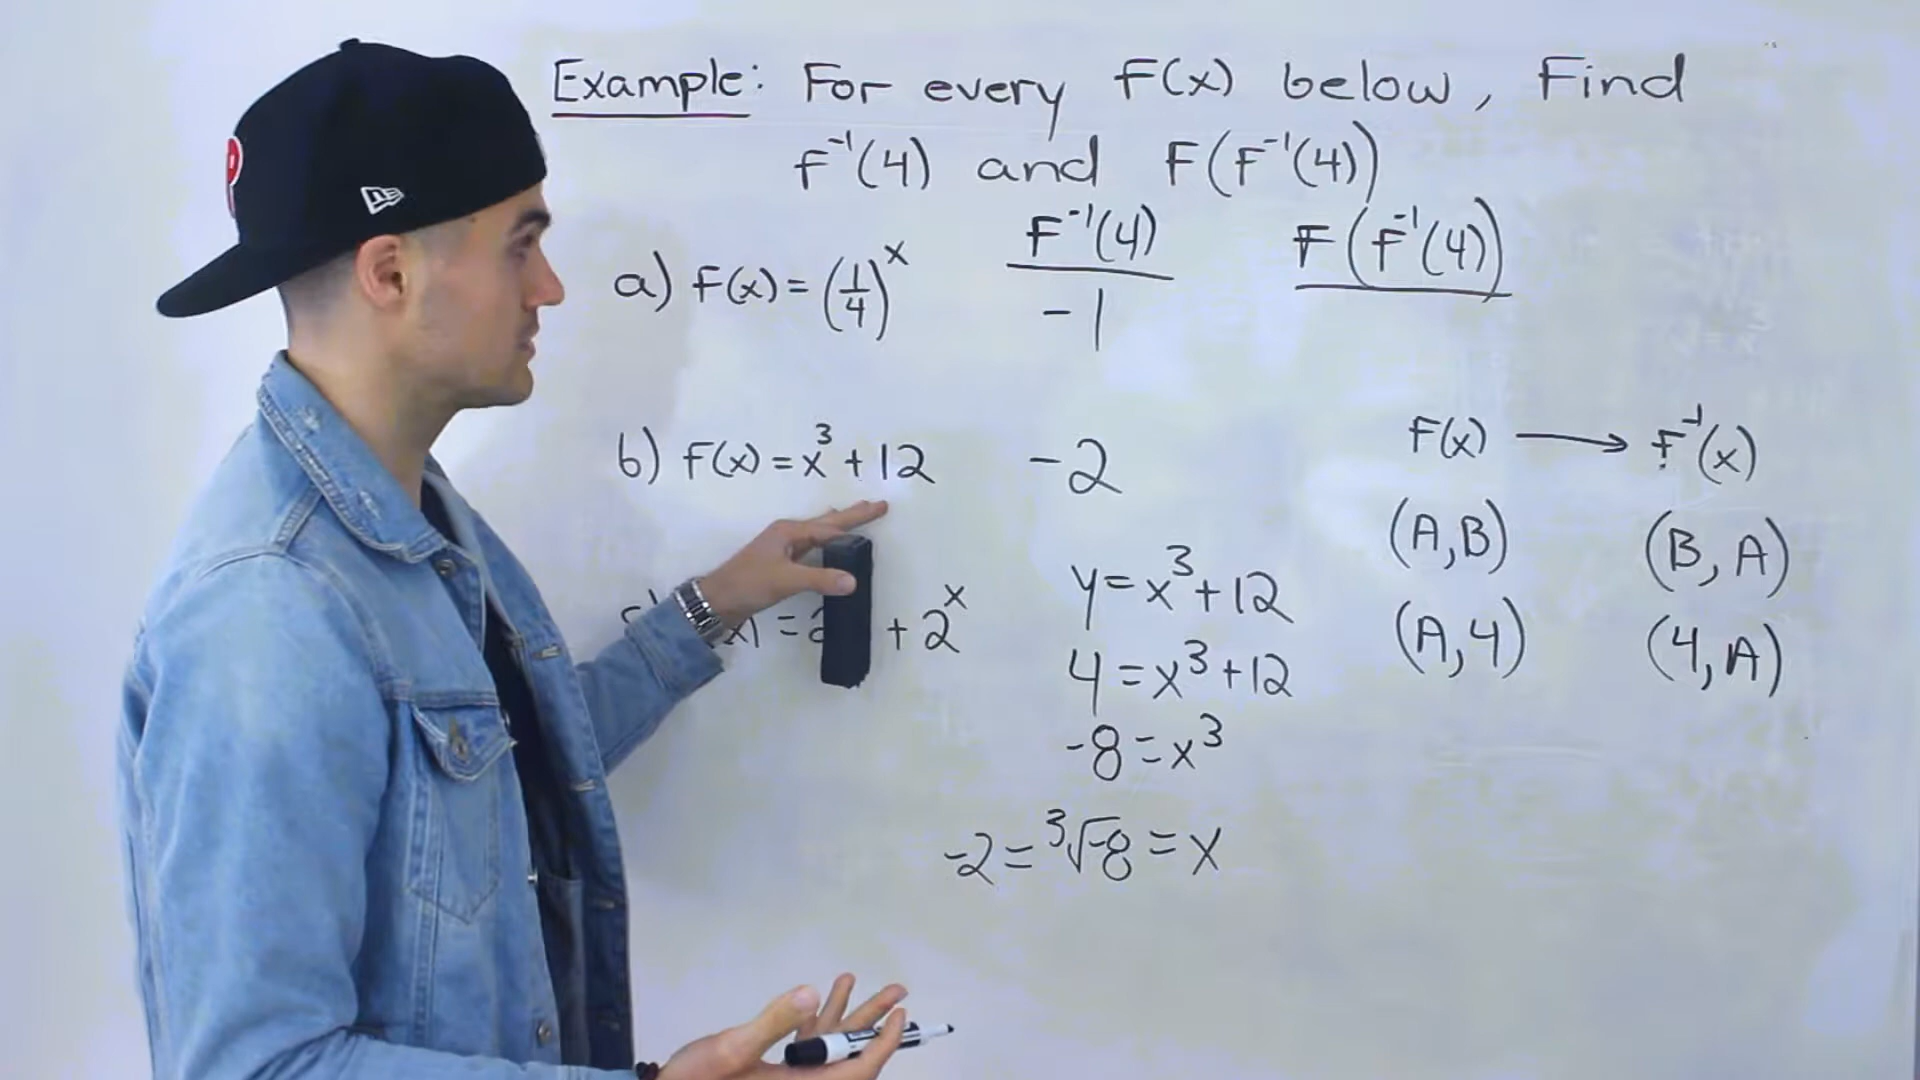 Example: For every F(x) below, Find
f⁻¹(4) and F(F⁻¹(4))
F⁻¹(4)
F(F⁻¹(4))
a) F(x) = (1/4)ˣ
-1
b) F(x) = x³ + 12
-2
+ 2ˣ
y = x³ + 12
4 = x³ + 12
-8 = x³
-2 = ³√-8 = x
F(x) → f⁻¹(x)
(A,B) (B,A)
(A,4) (4,A)